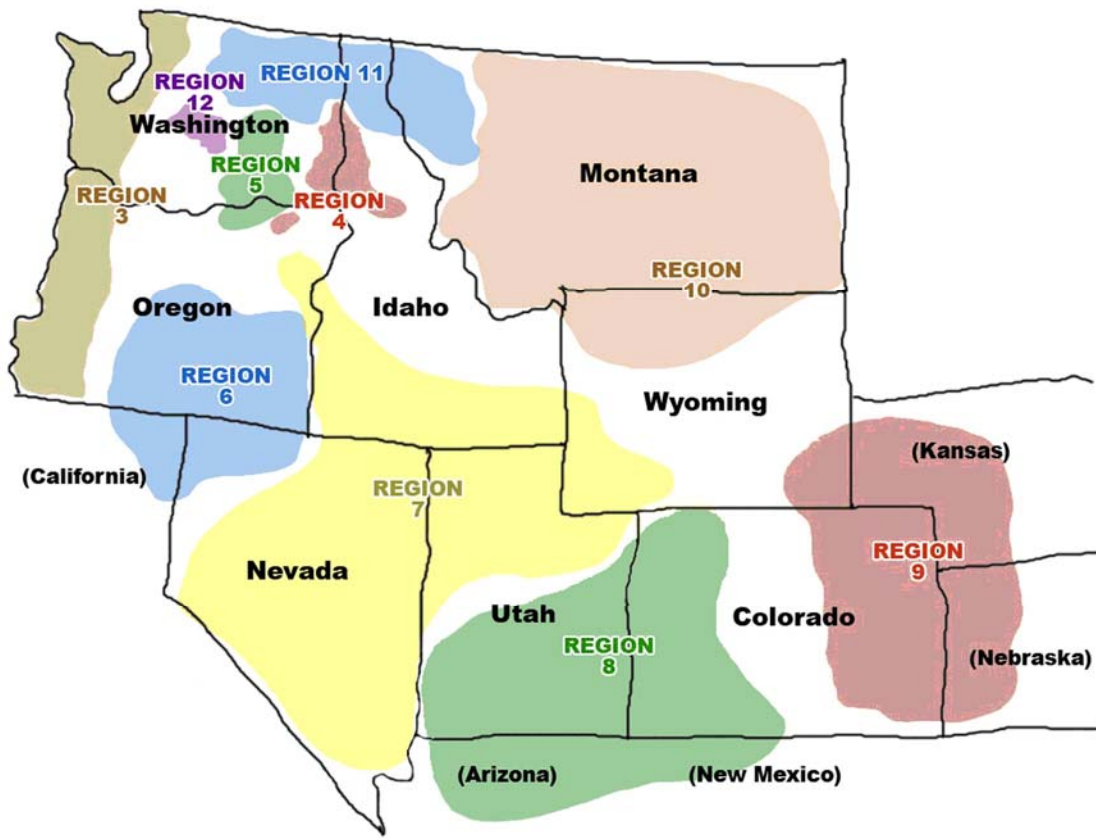 REGION 11
REGION
12
Washington
REGION
5
Montana
REGION
3
REGION
4
REGION
10
Oregon
Idaho
REGION
6
Wyoming
(California)
(Kansas)
REGION
7
REGION
9
Nevada
Utah
Colorado
REGION
8
(Nebraska)
(Arizona)
(New Mexico)